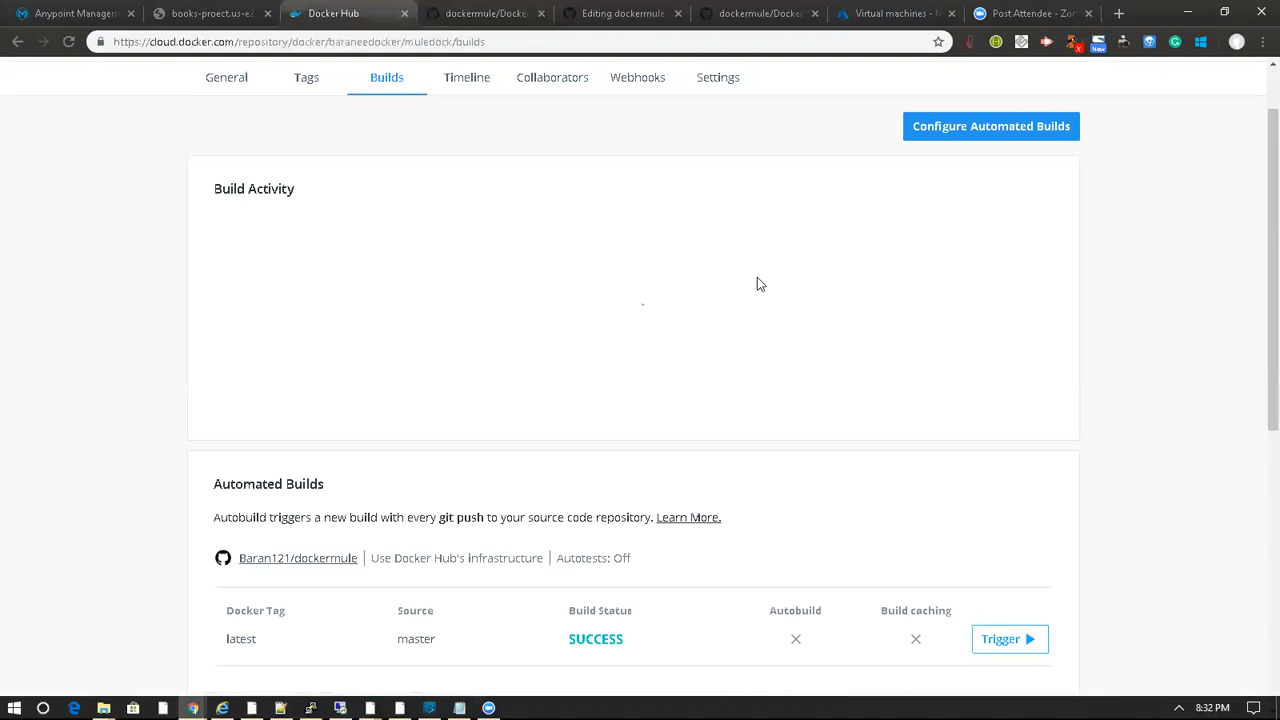 Anypoint Manager
books-proect.us-e2
Docker Hub
dockermule/Docke
Editing dockermule
dockermule/Docke
Virtual machines -
Post Attendee - Zoo
https://cloud.docker.com/repository/docker/baraneedocker/muledock/builds
General
Tags
Builds
Timeline
Collaborators
Webhooks
Settings
Configure Automated Builds
Build Activity
Automated Builds
Autobuild triggers a new build with every git push to your source code repository. Learn More.
Baran121/dockermule | Use Docker Hub's infrastructure | Autotests: Off
Docker Tag Source Build Status Autobuild Build caching
latest master SUCCESS Trigger
8:32 PM